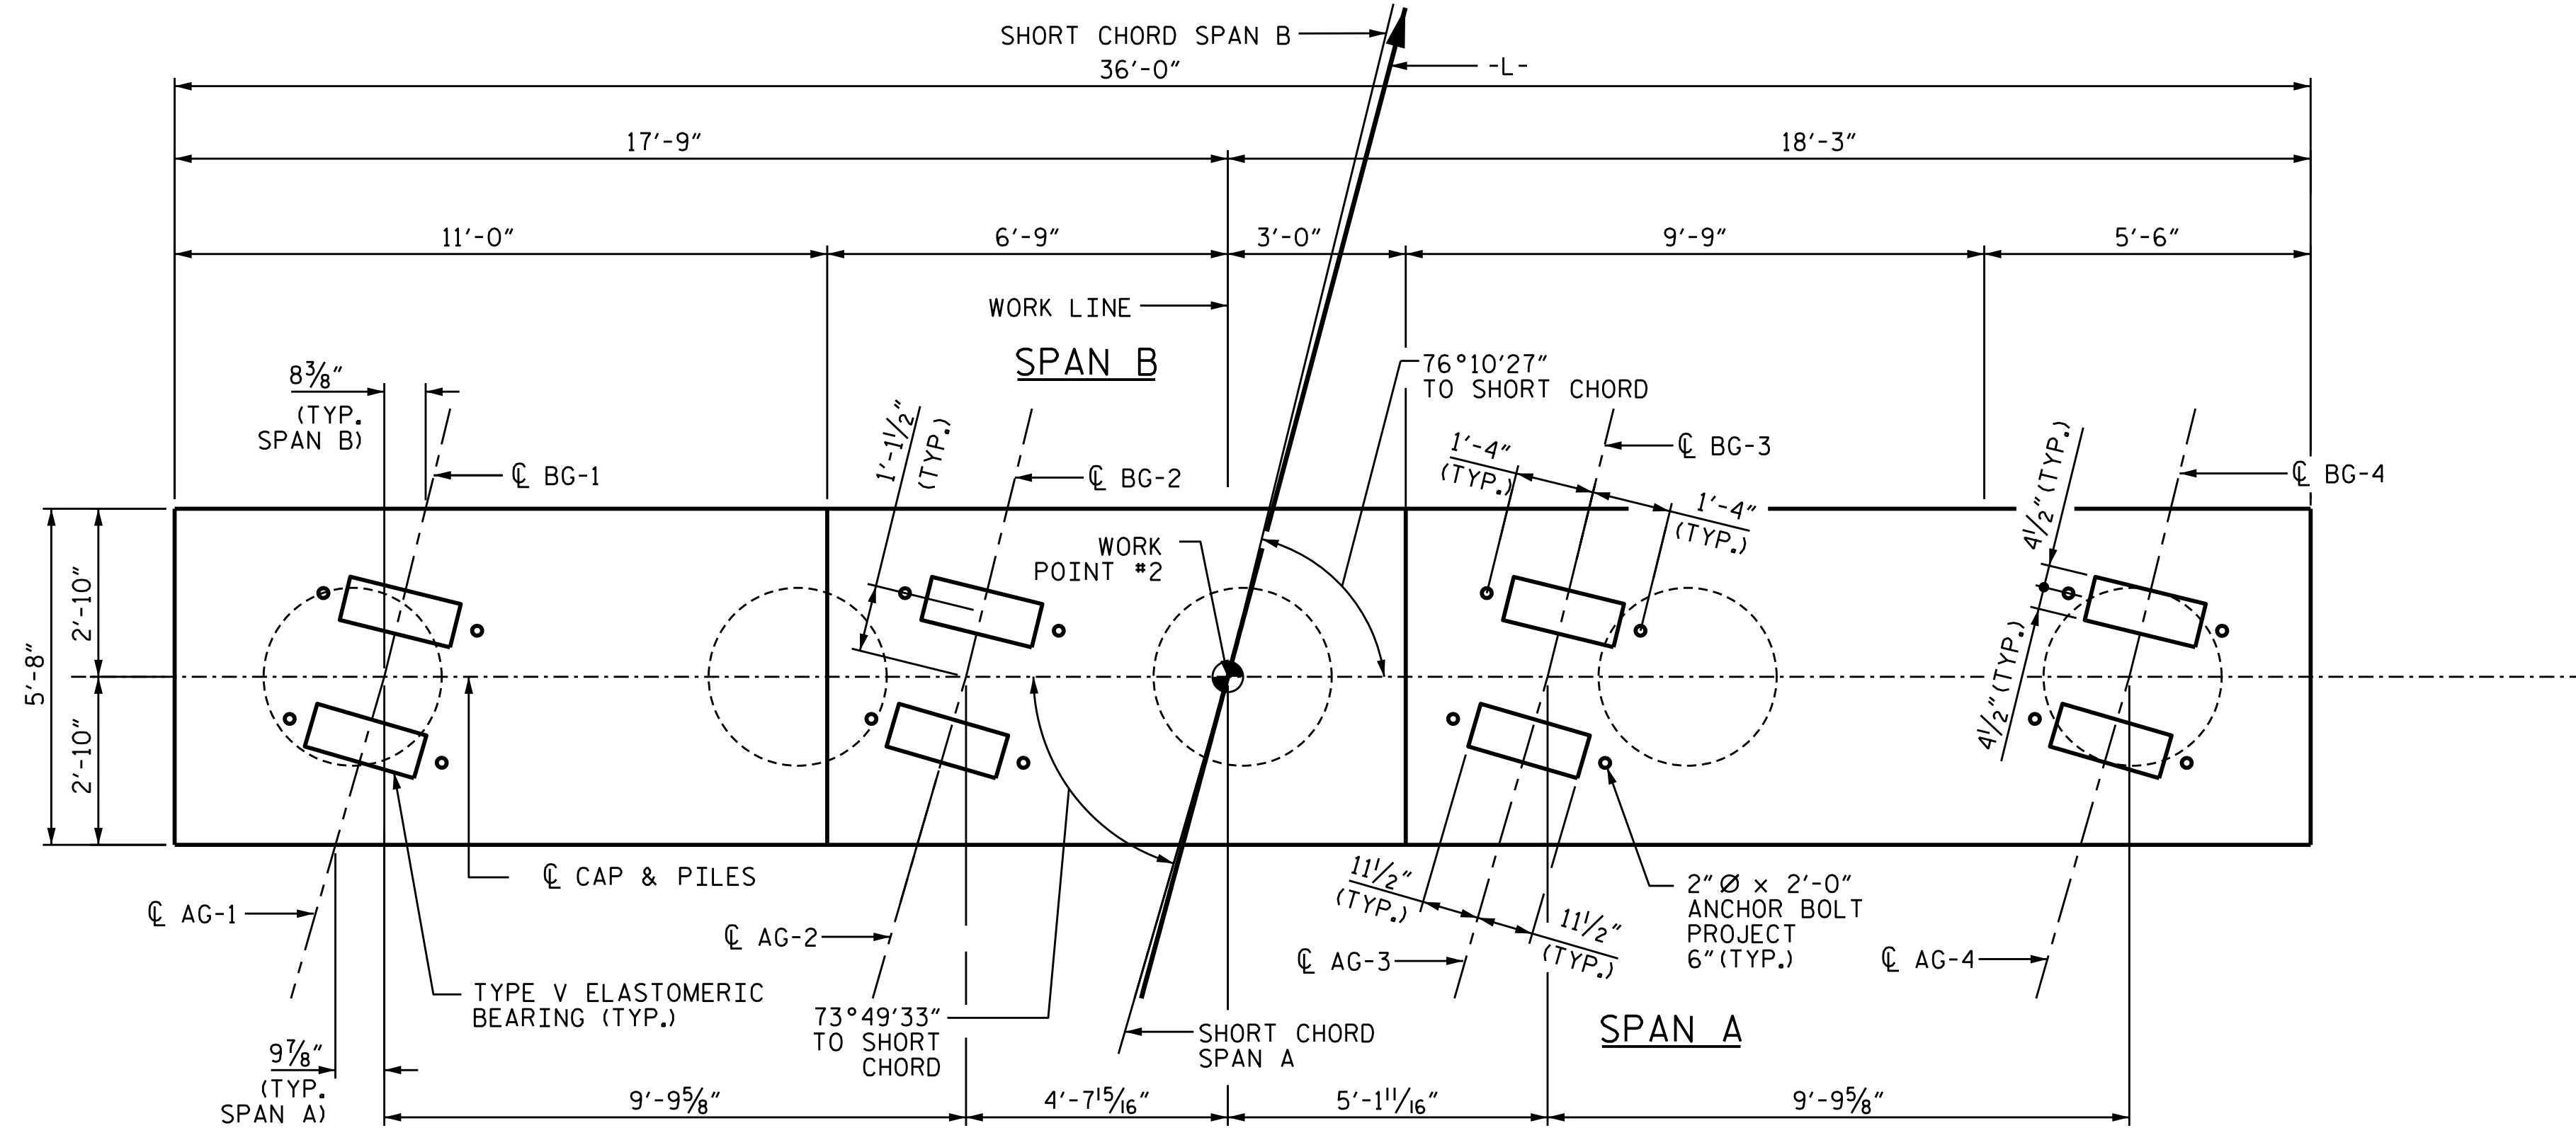 SHORT CHORD SPAN B
36'-0"
-L-
17'-9"
18'-3"
11'-0"
6'-9"
3'-0"
9'-9"
5'-6"
WORK LINE
SPAN B
76°10'27"
TO SHORT CHORD
8⅜"
(TYP.
SPAN B)
℄ BG-1
1'-1½"
(TYP.)
℄ BG-2
1'-4"
(TYP.)
℄ BG-3
1'-4"
(TYP.)
4½" (TYP.)
℄ BG-4
WORK
POINT #2
5'-8"
2'-10"
2'-10"
4½" (TYP.)
℄ CAP & PILES
℄ AG-1
℄ AG-2
11½"
(TYP.)
11½"
(TYP.)
℄ AG-3
2"Ø x 2'-0"
ANCHOR BOLT
PROJECT
6" (TYP.)
℄ AG-4
TYPE V ELASTOMERIC
BEARING (TYP.)
73°49'33"
TO SHORT
CHORD
SHORT CHORD
SPAN A
SPAN A
9⅞"
(TYP.
SPAN A)
9'-9⅝"
4'-7 15/16"
5'-1 11/16"
9'-9⅝"